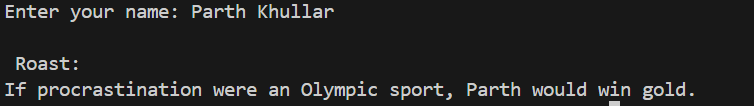 Enter your name: Parth Khullar
Roast:
If procrastination were an Olympic sport, Parth would win gold.